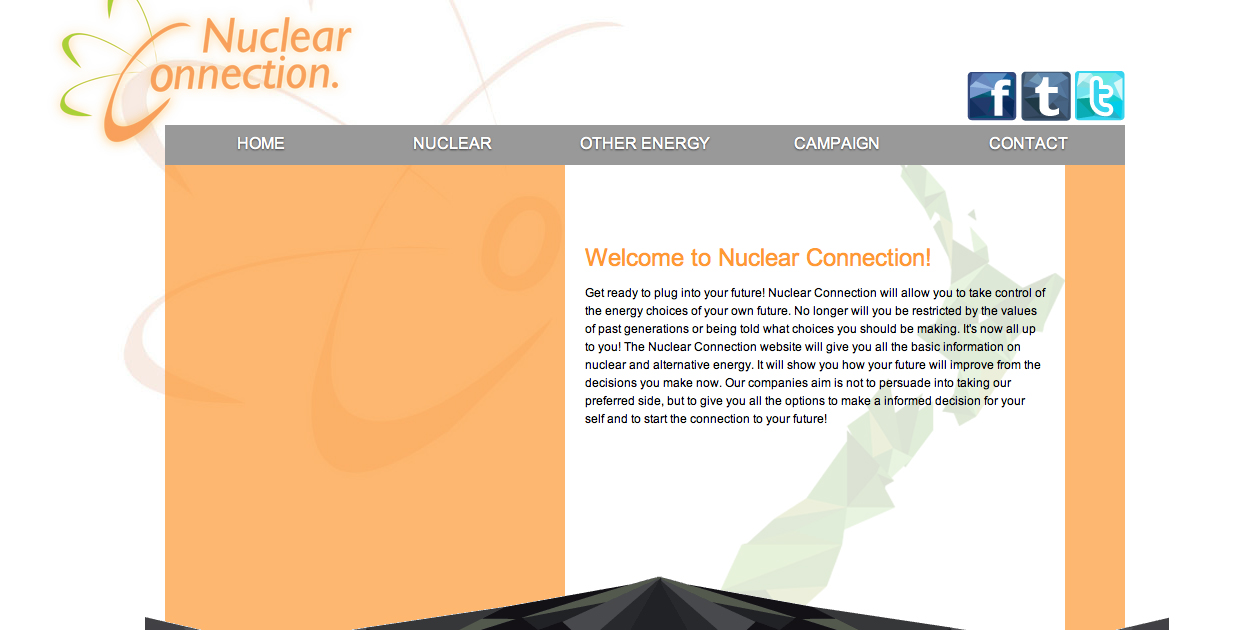 Nuclear
Connection.
f t t
HOME NUCLEAR OTHER ENERGY CAMPAIGN CONTACT
Welcome to Nuclear Connection!
Get ready to plug into your future! Nuclear Connection will allow you to take control of
the energy choices of your own future. No longer will you be restricted by the values
of past generations or being told what choices you should be making. It's now all up
to you! The Nuclear Connection website will give you all the basic information on
nuclear and alternative energy. It will show you how your future will improve from the
decisions you make now. Our companies aim is not to persuade into taking our
preferred side, but to give you all the options to make a informed decision for your
self and to start the connection to your future!